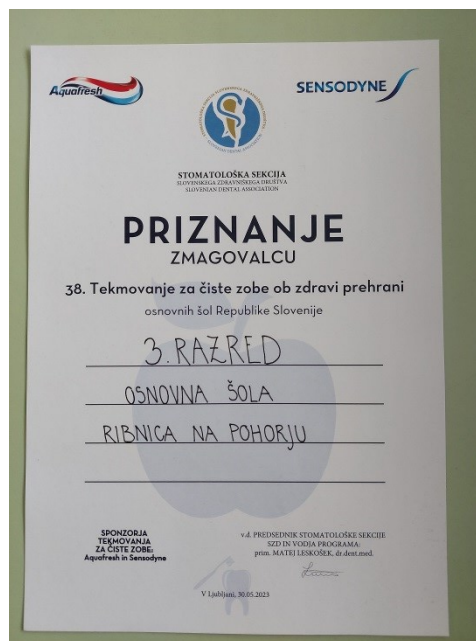 Aquafresh
SENSODYNE
STOMATOLOŠKA SEKCIJA
SLOVENSKEGA ZDRAVNIŠKEGA DRUŠTVA
SLOVENIAN DENTAL ASSOCIATION
PRIZNANJE
ZMAGOVALCU
38. Tekmovanje za čiste zobe ob zdravi prehrani
osnovnih šol Republike Slovenije
3. RAZRED
OSNOVNA ŠOLA
RIBNICA NA POHORJU
SPONZORJA
TEKMOVANJA
ZA ČISTE ZOBE:
Aquafresh in Sensodyne
v.d. PREDSEDNIK STOMATOLOŠKE SEKCIJE
SZD IN VODJA PROGRAMA:
prim. MATEJ LESKOŠEK, dr.dent.med.
V Ljubljani, 30.05.2023